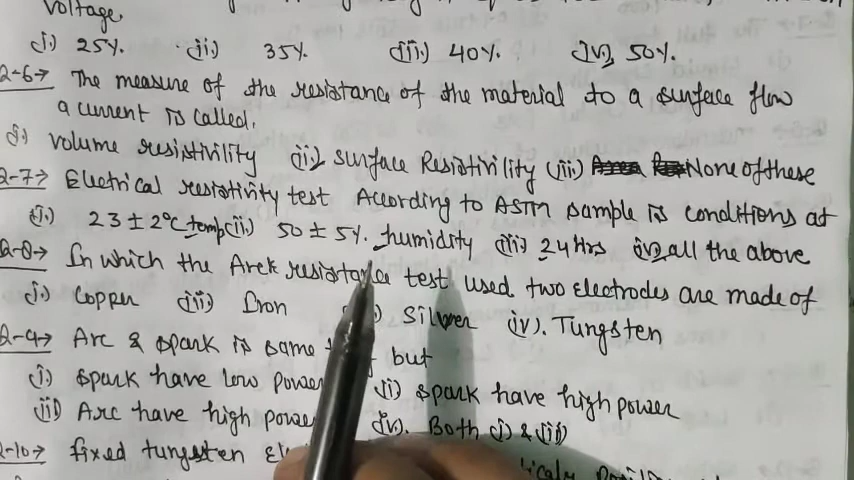 voltage,
(i) 25%. (ii) 35%. (iii) 40%. (iv) 50%.
Q-6→ The measure of the resistance of the material to a surface flow
a current is called.
(i) volume resistivility (ii) Surface Resistivility (iii) None of these
Q-7→ Electrical resistivity test According to ASTM sample is conditions at
(i) 23 ± 2°C temp (ii) 50 ± 5%. humidity (iii) 24 Hrs (iv) all the above
Q-8→ In which the Arck resistance test used two Electrodes are made of
(i) Copper (iii) Iron ) Silver (iv). Tungsten
Q-9→ Arc & spark is same but
(i) spark have low power (ii) spark have high power
(iii) Arc have high power (iv). Both (i) & (iii)
Q-10→ fixed tungsten